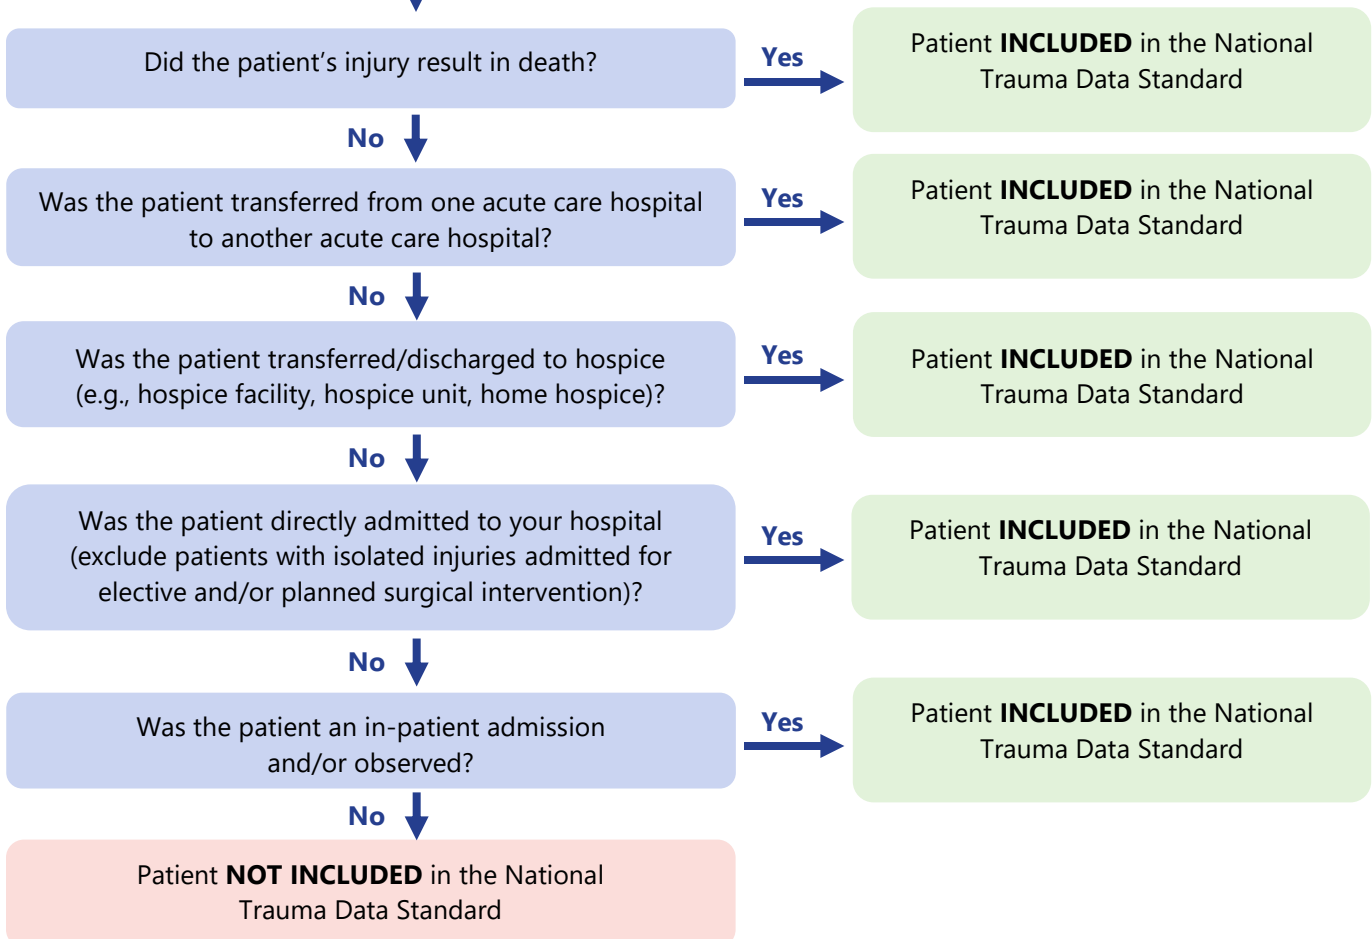 Did the patient’s injury result in death?
Yes
Patient INCLUDED in the National
Trauma Data Standard
No
Was the patient transferred from one acute care hospital
to another acute care hospital?
Yes
Patient INCLUDED in the National
Trauma Data Standard
No
Was the patient transferred/discharged to hospice
(e.g., hospice facility, hospice unit, home hospice)?
Yes
Patient INCLUDED in the National
Trauma Data Standard
No
Was the patient directly admitted to your hospital
(exclude patients with isolated injuries admitted for
elective and/or planned surgical intervention)?
Yes
Patient INCLUDED in the National
Trauma Data Standard
No
Was the patient an in-patient admission
and/or observed?
Yes
Patient INCLUDED in the National
Trauma Data Standard
No
Patient NOT INCLUDED in the National
Trauma Data Standard